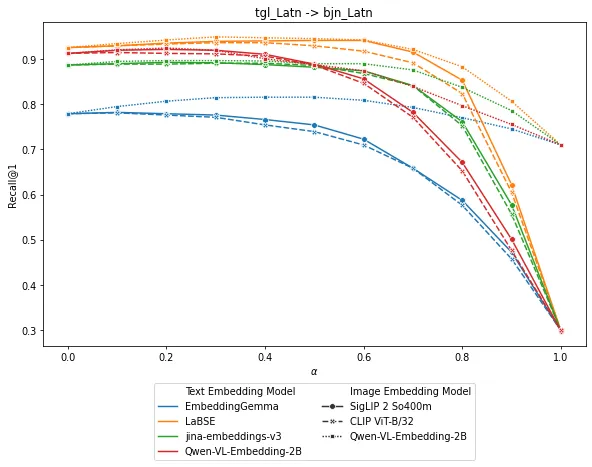 tgl_Latn -> bjn_Latn
Recall@1
0.9
0.8
0.7
0.6
0.5
0.4
0.3
0.0 0.2 0.4 0.6 0.8 1.0
α
Text Embedding Model Image Embedding Model
EmbeddingGemma SigLIP 2 So400m
LaBSE CLIP ViT-B/32
jina-embeddings-v3 Qwen-VL-Embedding-2B
Qwen-VL-Embedding-2B